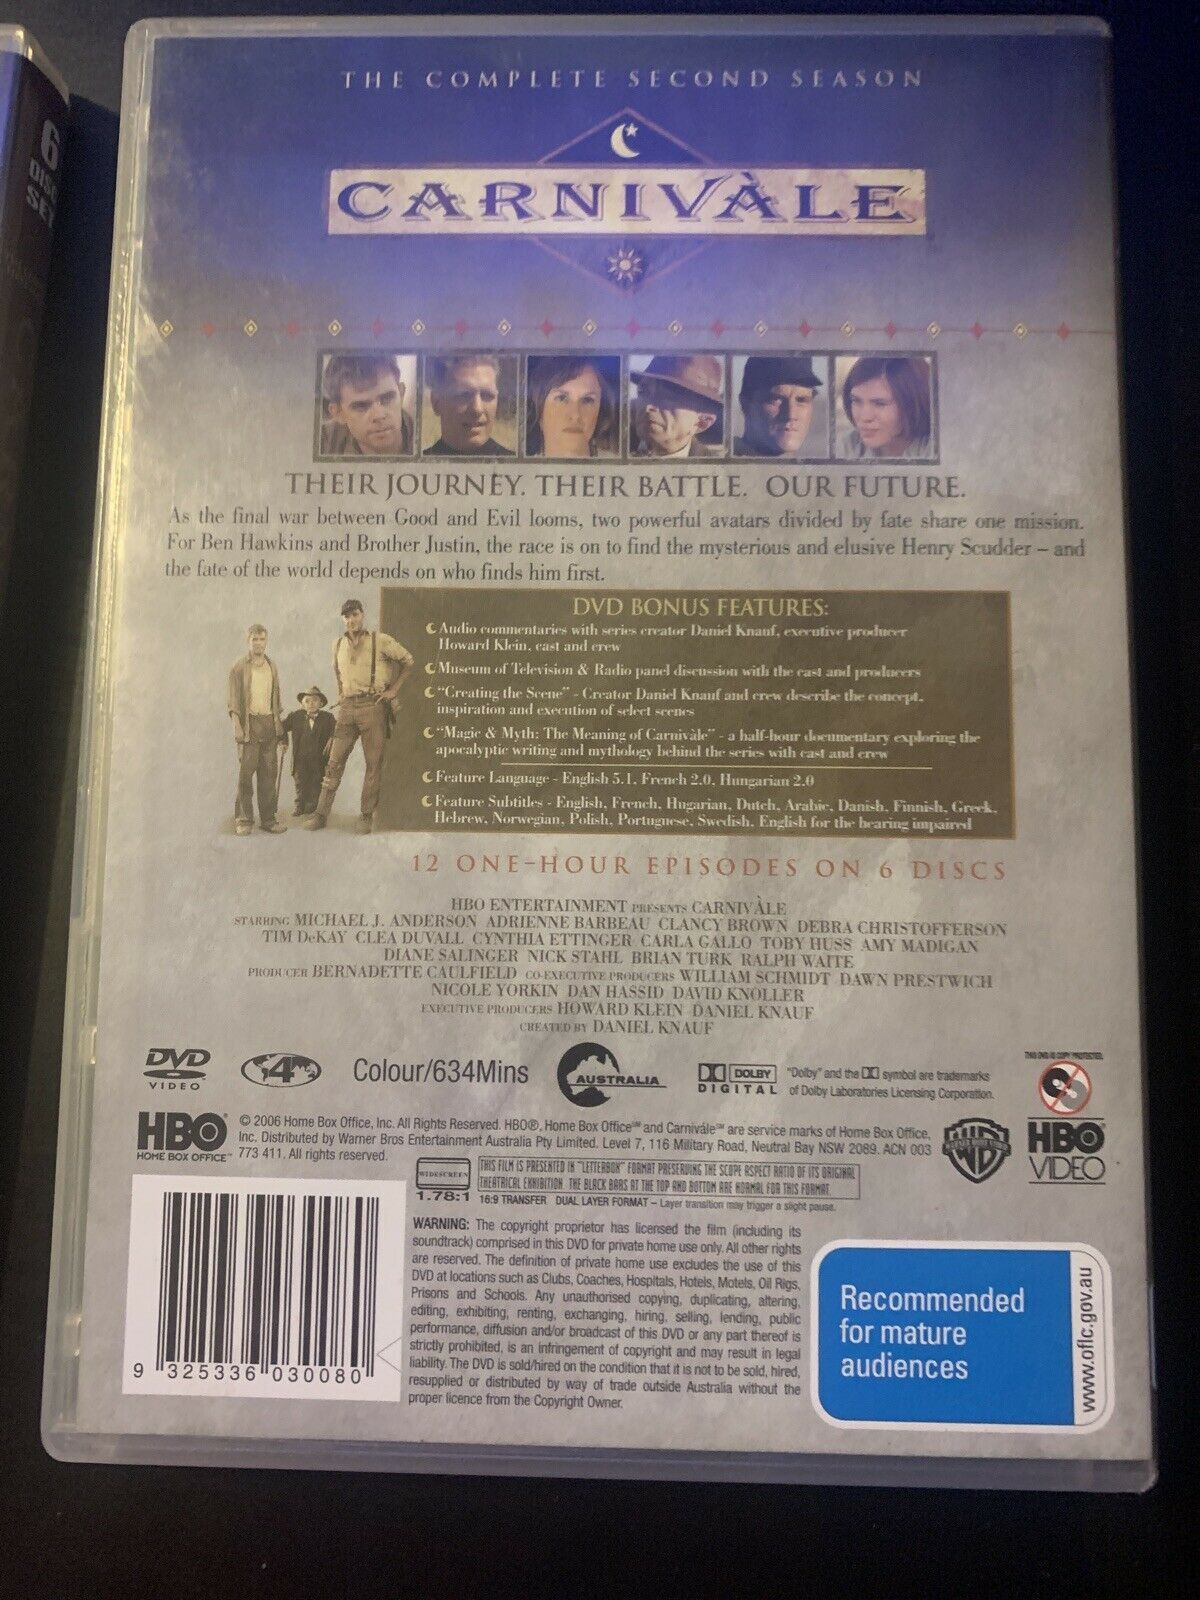 6
DISC
SET
THE COMPLETE SECOND SEASON
CARNIVÀLE
THEIR JOURNEY. THEIR BATTLE. OUR FUTURE.
As the final war between Good and Evil looms, two powerful avatars divided by fate share one mission.
For Ben Hawkins and Brother Justin, the race is on to find the mysterious and elusive Henry Scudder – and
the fate of the world depends on who finds him first.
DVD BONUS FEATURES:
Audio commentaries with series creator Daniel Knauf, executive producer
Howard Klein, cast and crew
Museum of Television & Radio panel discussion with the cast and producers
"Creating the Scene" - Creator Daniel Knauf and crew describe the concept,
inspiration and execution of select scenes
"Magic & Myth: The Meaning of Carnivàle" - a half-hour documentary exploring the
apocalyptic writing and mythology behind the series with cast and crew
Feature Language - English 5.1, French 2.0, Hungarian 2.0
Feature Subtitles - English, French, Hugarian, Dutch, Arabic, Danish, Finnish, Greek,
Hebrew, Norwegian, Polish, Portuguese, Swedish, English for the hearing impaired
12 ONE-HOUR EPISODES ON 6 DISCS
HBO ENTERTAINMENT PRESENTS CARNIVÀLE
STARRING MICHAEL J. ANDERSON ADRIENNE BARBEAU CLANCY BROWN DEBRA CHRISTOFFERSON
TIM DeKAY CLEA DUVALL CYNTHIA ETTINGER CARLA GALLO TOBY HUSS AMY MADIGAN
DIANE SALINGER NICK STAHL BRIAN TURK RALPH WAITE
PRODUCER BERNADETTE CAULFIELD CO-EXECUTIVE PRODUCERS WILLIAM SCHMIDT DAWN PRESTWICH
NICOLE YORKIN DAN HASSID DAVID KNOLLER
EXECUTIVE PRODUCERS HOWARD KLEIN DANIEL KNAUF
CREATED BY DANIEL KNAUF
DVD
VIDEO
4
Colour/634Mins
AUSTRALIA
DOLBY
DIGITAL
"Dolby" and the symbol are trademarks
of Dolby Laboratories Licensing Corporation.
THIS DVD IS COPY PROTECTED
HBO
HOME BOX OFFICE℠
© 2006 Home Box Office, Inc. All Rights Reserved. HBO®, Home Box Office℠ and Carnivàle℠ are service marks of Home Box Office,
Inc. Distributed by Warner Bros Entertainment Australia Pty Limited. Level 7, 116 Military Road, Neutral Bay NSW 2089. ACN 003
773 411. All rights reserved.
HBO
VIDEO
WIDESCREEN
1.78:1
THIS FILM IS PRESENTED IN "LETTERBOX" FORMAT PRESERVING THE SCOPE ASPECT RATIO OF ITS ORIGINAL
THEATRICAL EXHIBITION. THE BLACK BARS AT THE TOP AND BOTTOM ARE NORMAL FOR THIS FORMAT.
16:9 TRANSFER DUAL LAYER FORMAT – Layer transition may trigger a slight pause.
WARNING: The copyright proprietor has licensed the film (including its
soundtrack) comprised in this DVD for private home use only. All other rights
are reserved. The definition of private home use excludes the use of this
DVD at locations such as Clubs, Coaches, Hospitals, Hotels, Motels, Oil Rigs,
Prisons and Schools. Any unauthorised copying, duplicating, altering,
editing, exhibiting, renting, exchanging, hiring, selling, lending, public
performance, diffusion and/or broadcast of this DVD or any part thereof is
strictly prohibited, is an infringement of copyright and may result in legal
liability. The DVD is sold/hired on the condition that it is not to be sold, hired,
resupplied or distributed by way of trade outside Australia without the
proper licence from the Copyright Owner.
9 325336 030080
Recommended
for mature
audiences
www.oflc.gov.au